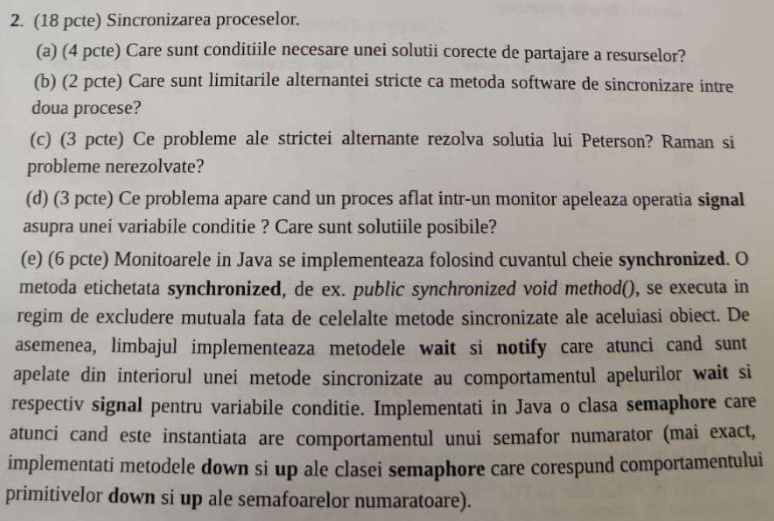 2. (18 pcte) Sincronizarea proceselor.
(a) (4 pcte) Care sunt conditiile necesare unei solutii corecte de partajare a resurselor?
(b) (2 pcte) Care sunt limitarile alternantei stricte ca metoda software de sincronizare intre
doua procese?
(c) (3 pcte) Ce probleme ale strictei alternante rezolva solutia lui Peterson? Raman si
probleme nerezolvate?
(d) (3 pcte) Ce problema apare cand un proces aflat intr-un monitor apeleaza operatia signal
asupra unei variabile conditie ? Care sunt solutiile posibile?
(e) (6 pcte) Monitoarele in Java se implementeaza folosind cuvantul cheie synchronized. O
metoda etichetata synchronized, de ex. public synchronized void method(), se executa in
regim de excludere mutuala fata de celelalte metode sincronizate ale aceluiasi obiect. De
asemenea, limbajul implementeaza metodele wait si notify care atunci cand sunt
apelate din interiorul unei metode sincronizate au comportamentul apelurilor wait si
respectiv signal pentru variabile conditie. Implementati in Java o clasa semaphore care
atunci cand este instantiata are comportamentul unui semafor numarator (mai exact,
implementati metodele down si up ale clasei semaphore care corespund comportamentului
primitivelor down si up ale semafoarelor numaratoare).